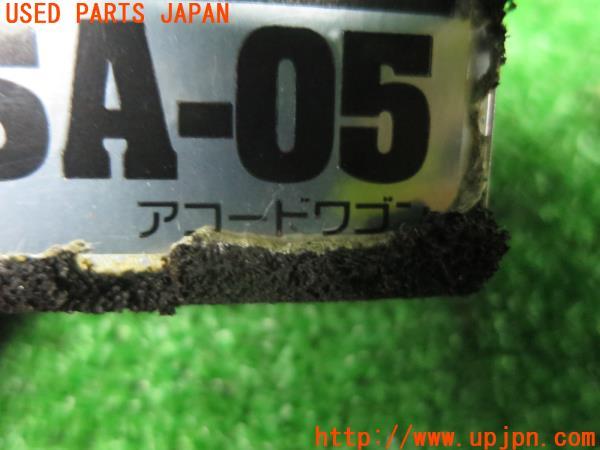 USED PARTS JAPAN
SA-05
アコードワゴン
http://www.upjpn.com